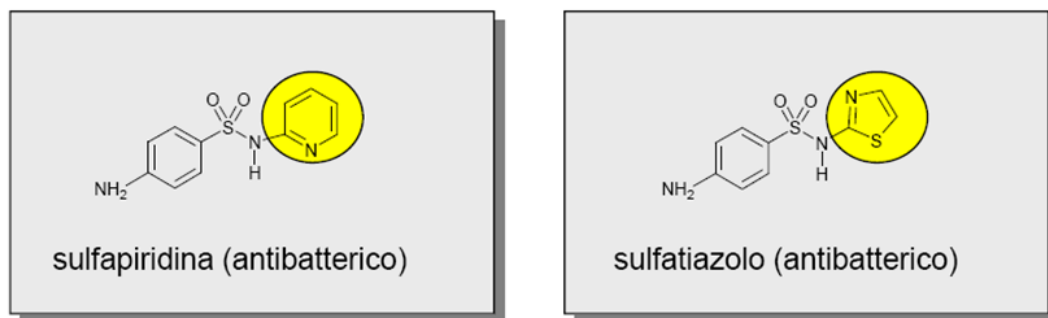 O O
S
N
H
N
NH₂
sulfapiridina (antibatterico)
O O
S
N
H
N
S
NH₂
sulfatiazolo (antibatterico)